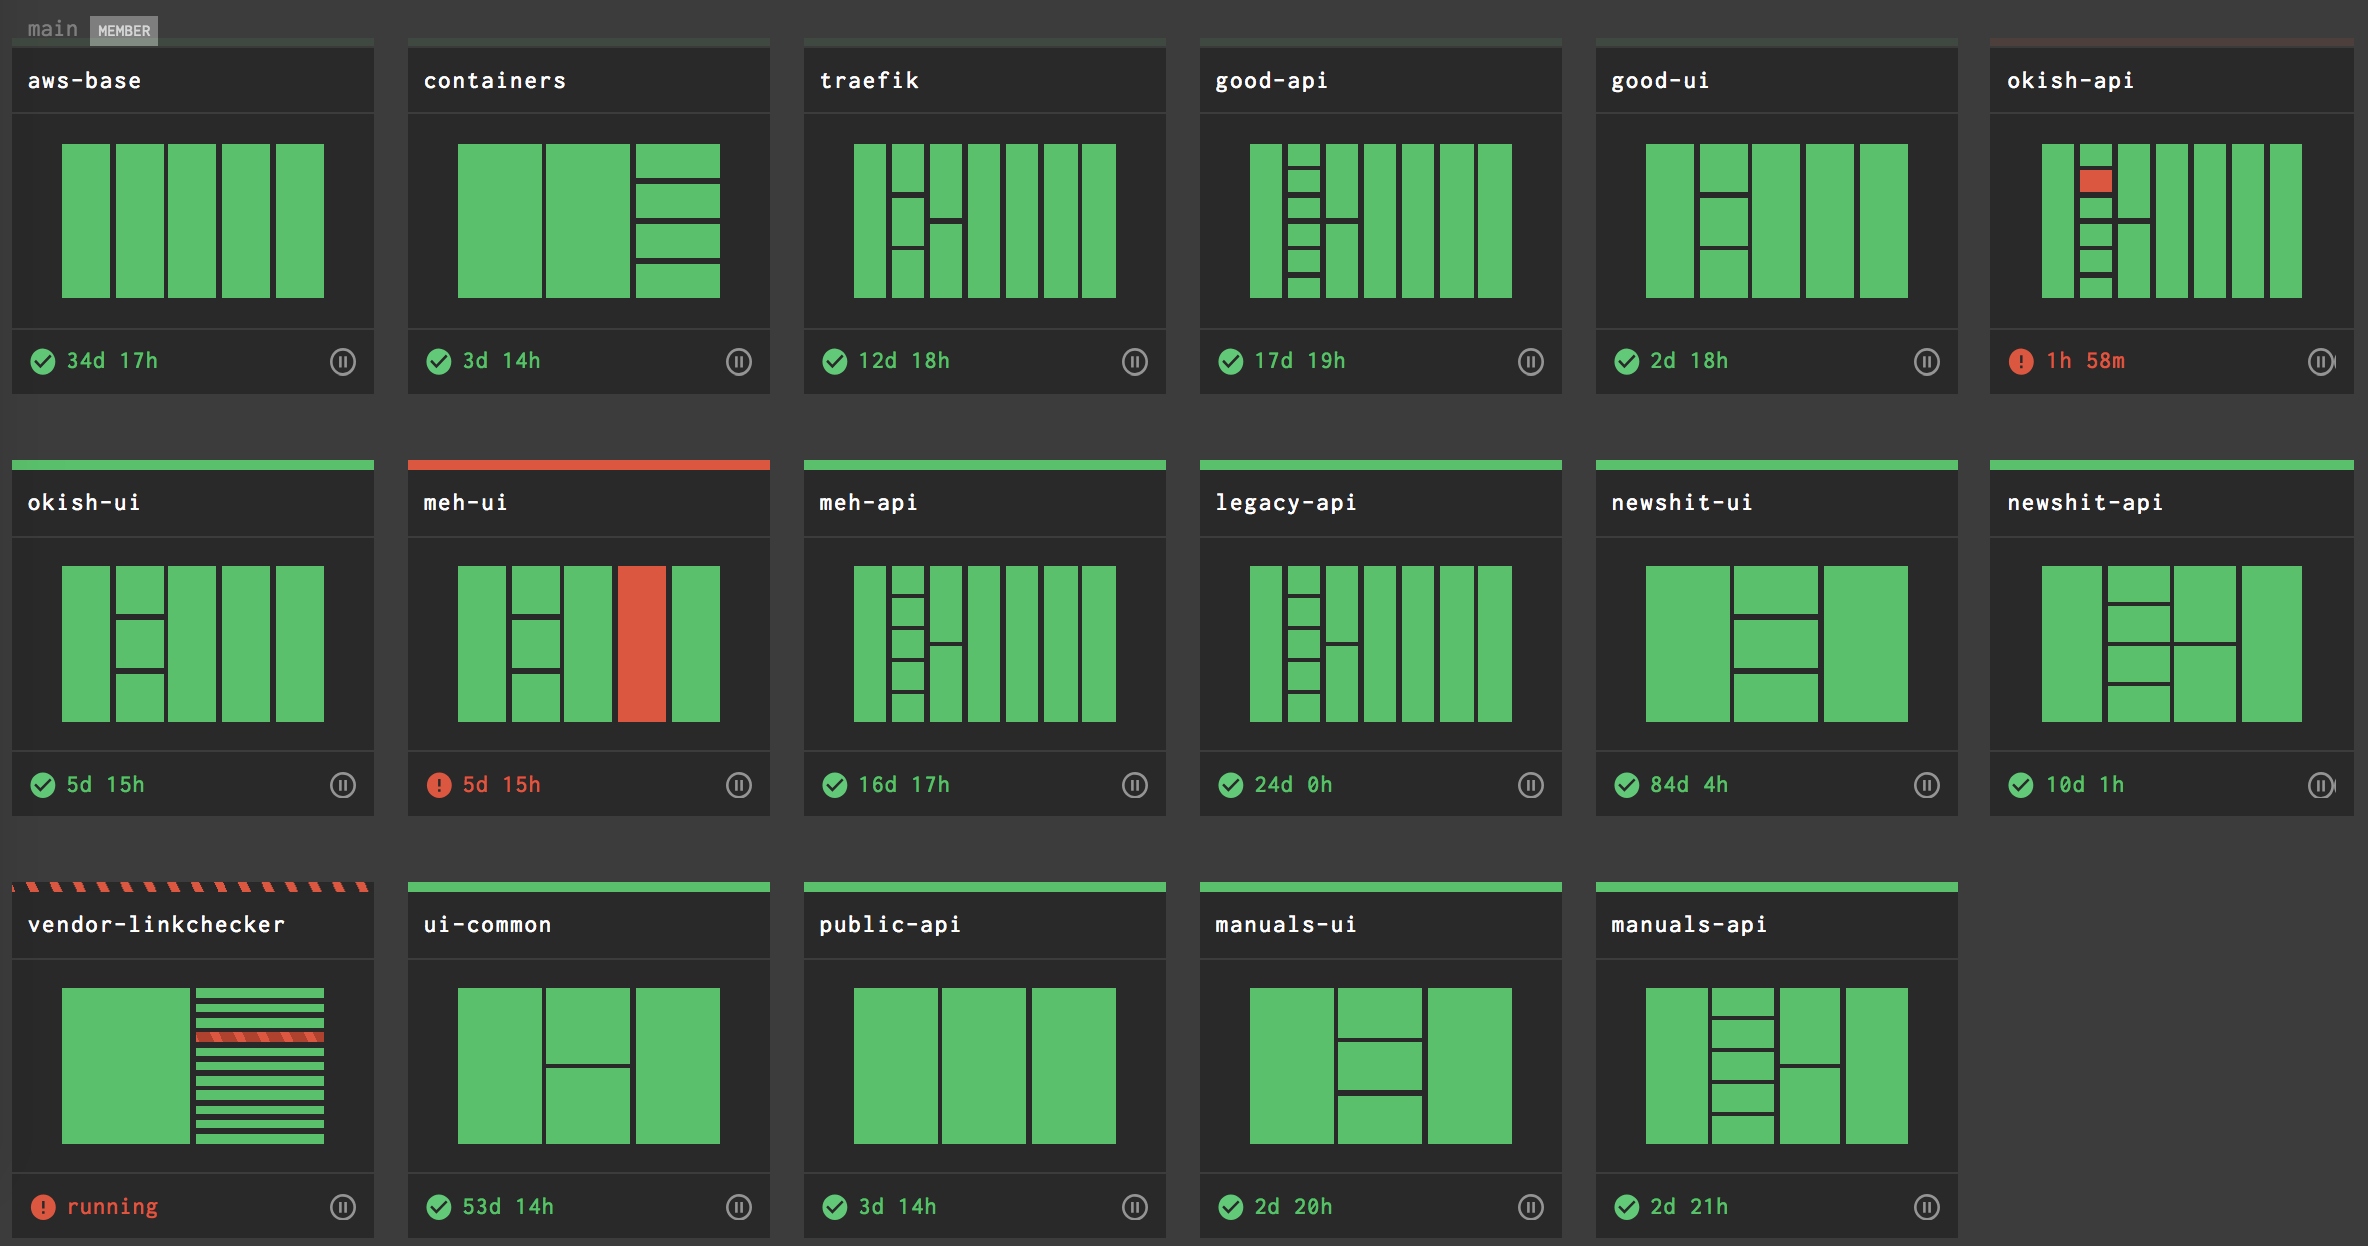 main MEMBER
aws-base
containers
traefik
good-api
good-ui
okish-api
34d 17h
3d 14h
12d 18h
17d 19h
2d 18h
1h 58m
okish-ui
meh-ui
meh-api
legacy-api
newshit-ui
newshit-api
5d 15h
5d 15h
16d 17h
24d 0h
84d 4h
10d 1h
vendor-linkchecker
ui-common
public-api
manuals-ui
manuals-api
running
53d 14h
3d 14h
2d 20h
2d 21h